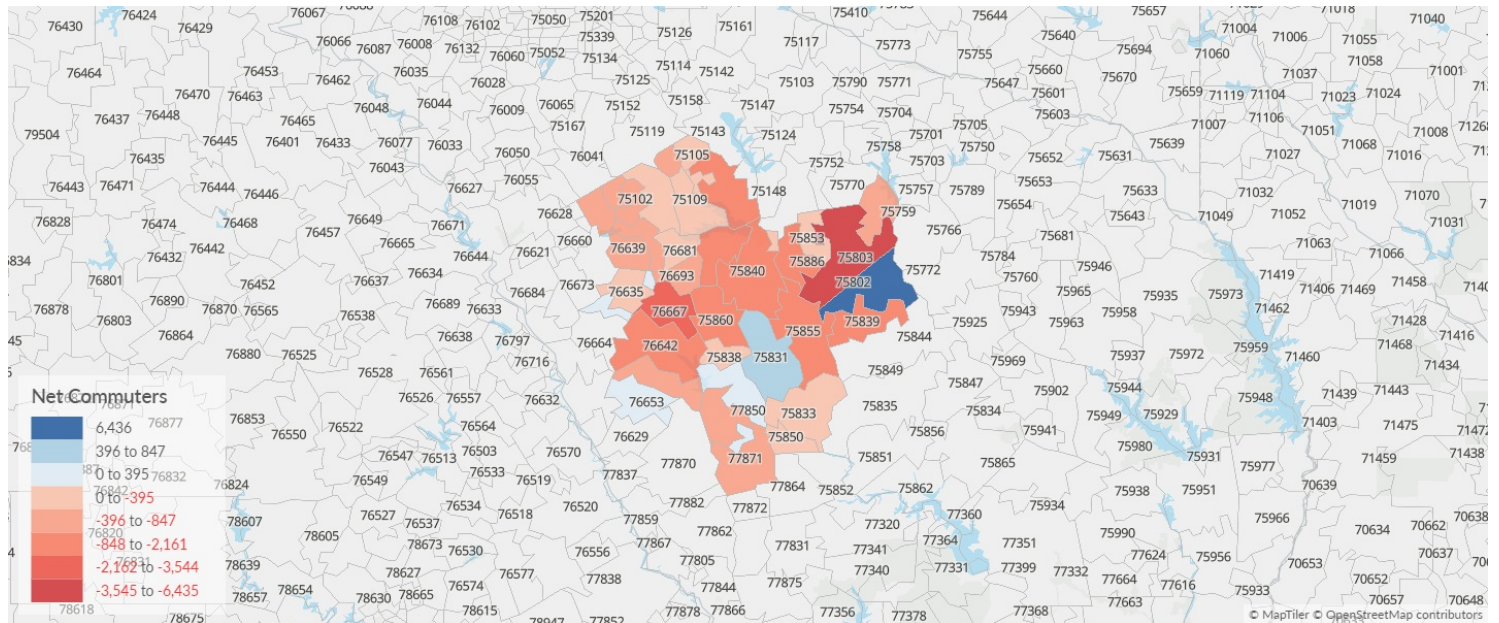 76430 76424 76429 76067 76108 76102 75050 75201 75161 75410 75644 75657 71004 71018 71040
76066 76087 76008 76132 76060 75052 75339 75134 75126 75117 75773 75755 75640 75694 71060 71006 71055
76464 76453 76462 76035 76028 75125 75114 75142 75103 75790 75771 75647 75660 75670 71037 71058 71001
76470 76463 76048 76044 76009 76065 75152 75158 75147 75754 75704 75601 75603 75659 71119 71104 71023 71024
79504 76437 76448 76465 75167 75119 75143 75124 75701 75705 71007 71106 71051 71008
76445 76401 76433 76077 76033 76050 76041 75105 75752 75758 75703 75750 75652 75631 75639 71027 71068 71016
76435 76043 76055
76443 76471 76444 76446 76627 75102 75109 75148 75770 75757 75789 75653 75633 71032 71070
76828 76474 76468 76457 76649 76671 76628 75759 75654 75643 71049 71052 71019 71031
76442 76665 76660 76639 76681 75853 75766 75681 71063
76432 76644 76621 75886 75803 75784 71066
76801 76452 76637 76634 76673 76693 75840 75802 75772 75760 75946 71419 71458
76890 76684 76635 75965 75935 75973 71406 71469
76878 76803 76870 76565 76538 76689 76633 76667 75860 75839 75925 75943 75963 75958 71462 71428
76864 76638 76797 76664 76642 75855 75844 71416
76880 76525 76716 75838 75831 75969 75937 75972 75959 71460 71468 71434
Net Commuters
76528 76561 75849 75847 75902 75944 75948 71439 71443
6,436
396 to 847
0 to 395
0 to -395
-396 to -847
-848 to -2,161
-2,162 to -3,544
-3,545 to -6,435
76877 76853 76550 76522 76526 76557 76632 76653 77850 75833 75835 75834 75949 75929 71403 71475
76564 76629 75850 75856 75941 75980
76832 76547 76513 76503 76570 77837 77870 77871 75851 75865 75931 75977 71459 71438
76842 76824 76549 76533 76519 77864 75852 75862 75938 75951 70639
76820 78607 76527 76534 76518 76520 77882 77872 77360 75934 75966
78605 76537 77859 77862 77320 77364 75990 70634 70662 70638
78673 76530 76556 77867 77831 77341 77351 77624 75956 70637
78639 78627 76577 77805 77340 77331 77399 77332 77664 77616 75933 70653 70652
78654 78657 78630 78665 76574 77838 77844 77875 77663 70657 70648
78618 78675 78615 77878 77866 77356 77378 77368
© MapTiler © OpenStreetMap contributors